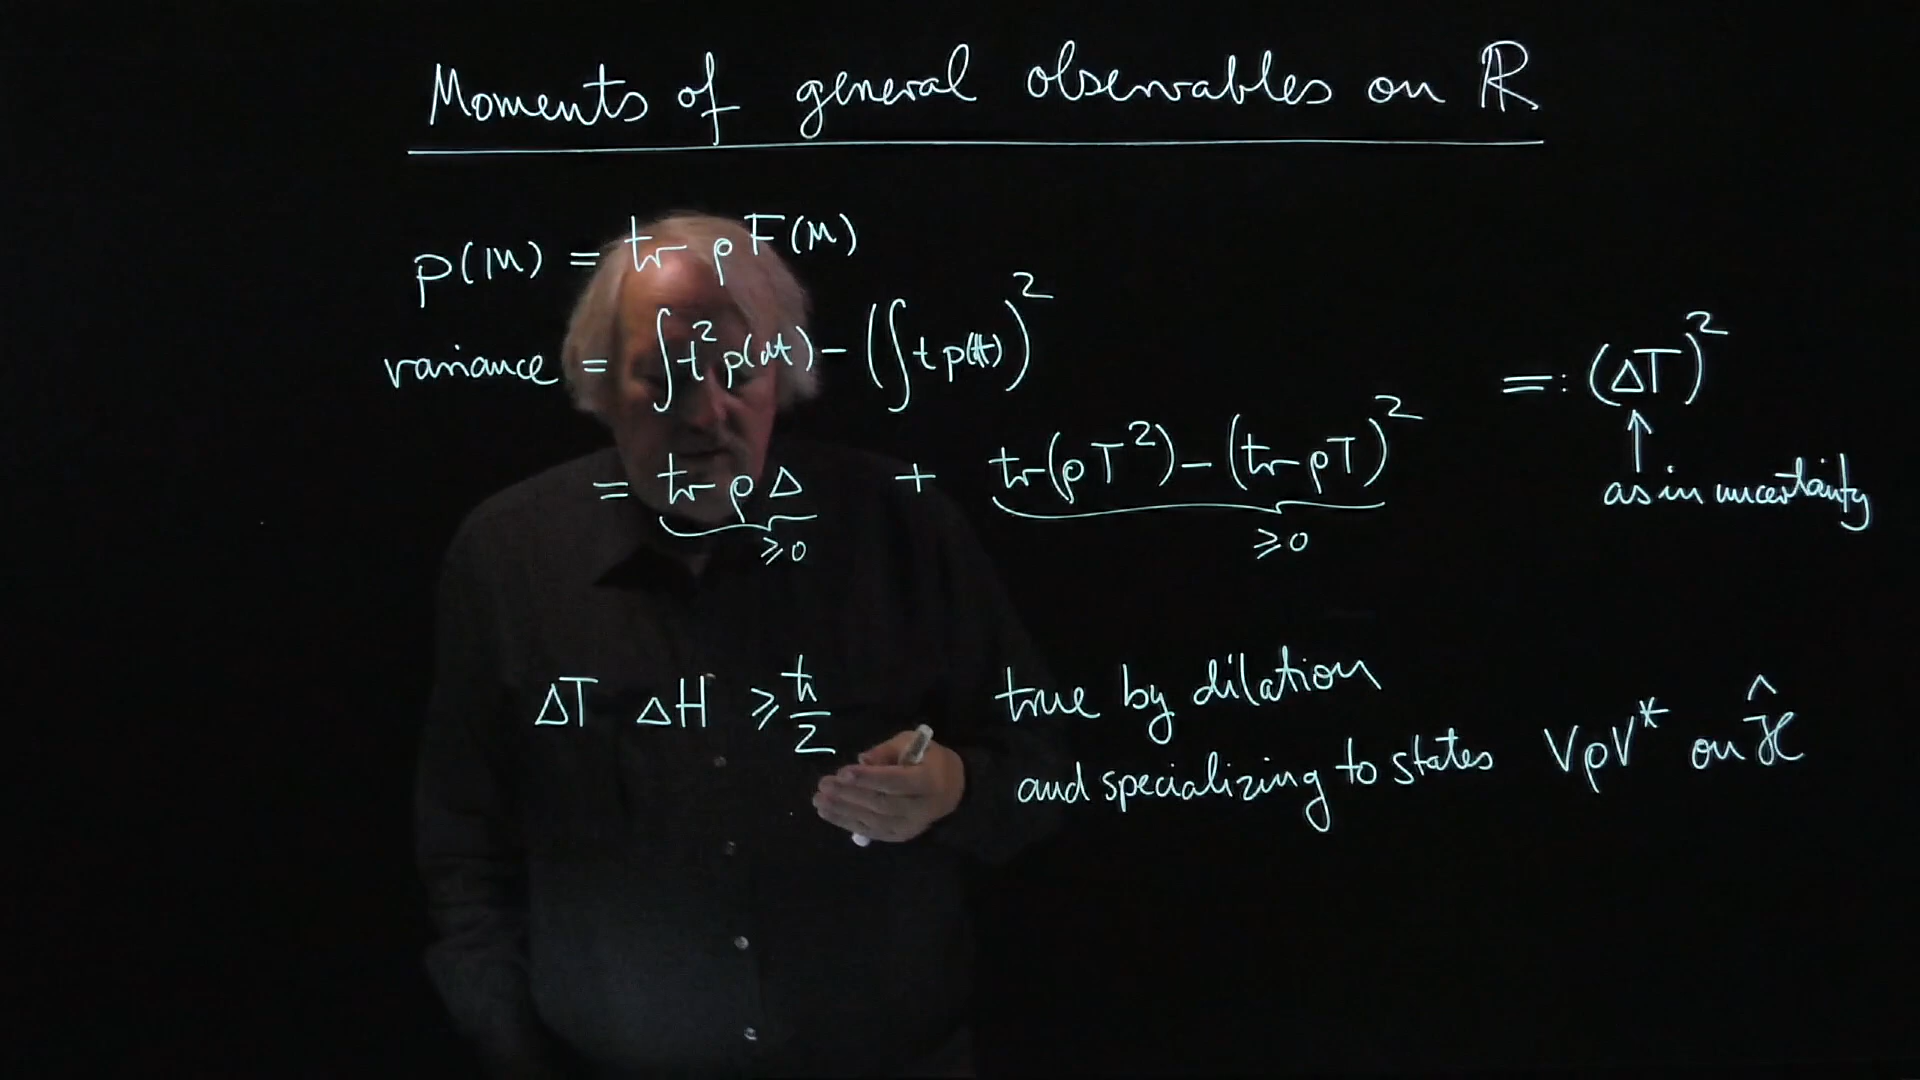 Moments of general observables on ℝ
p(M) = tr ρ F(M)
variance = ∫ t² p(dt) − (∫ t p(dt))² =: (ΔT)²
↑
as in uncertainty
= tr ρ Δ + tr(ρT²) − (tr ρT)²
≥0 ≥0
ΔT ΔH ≥ ħ/2 true by dilation
and specializing to states VρV* on Ĥ